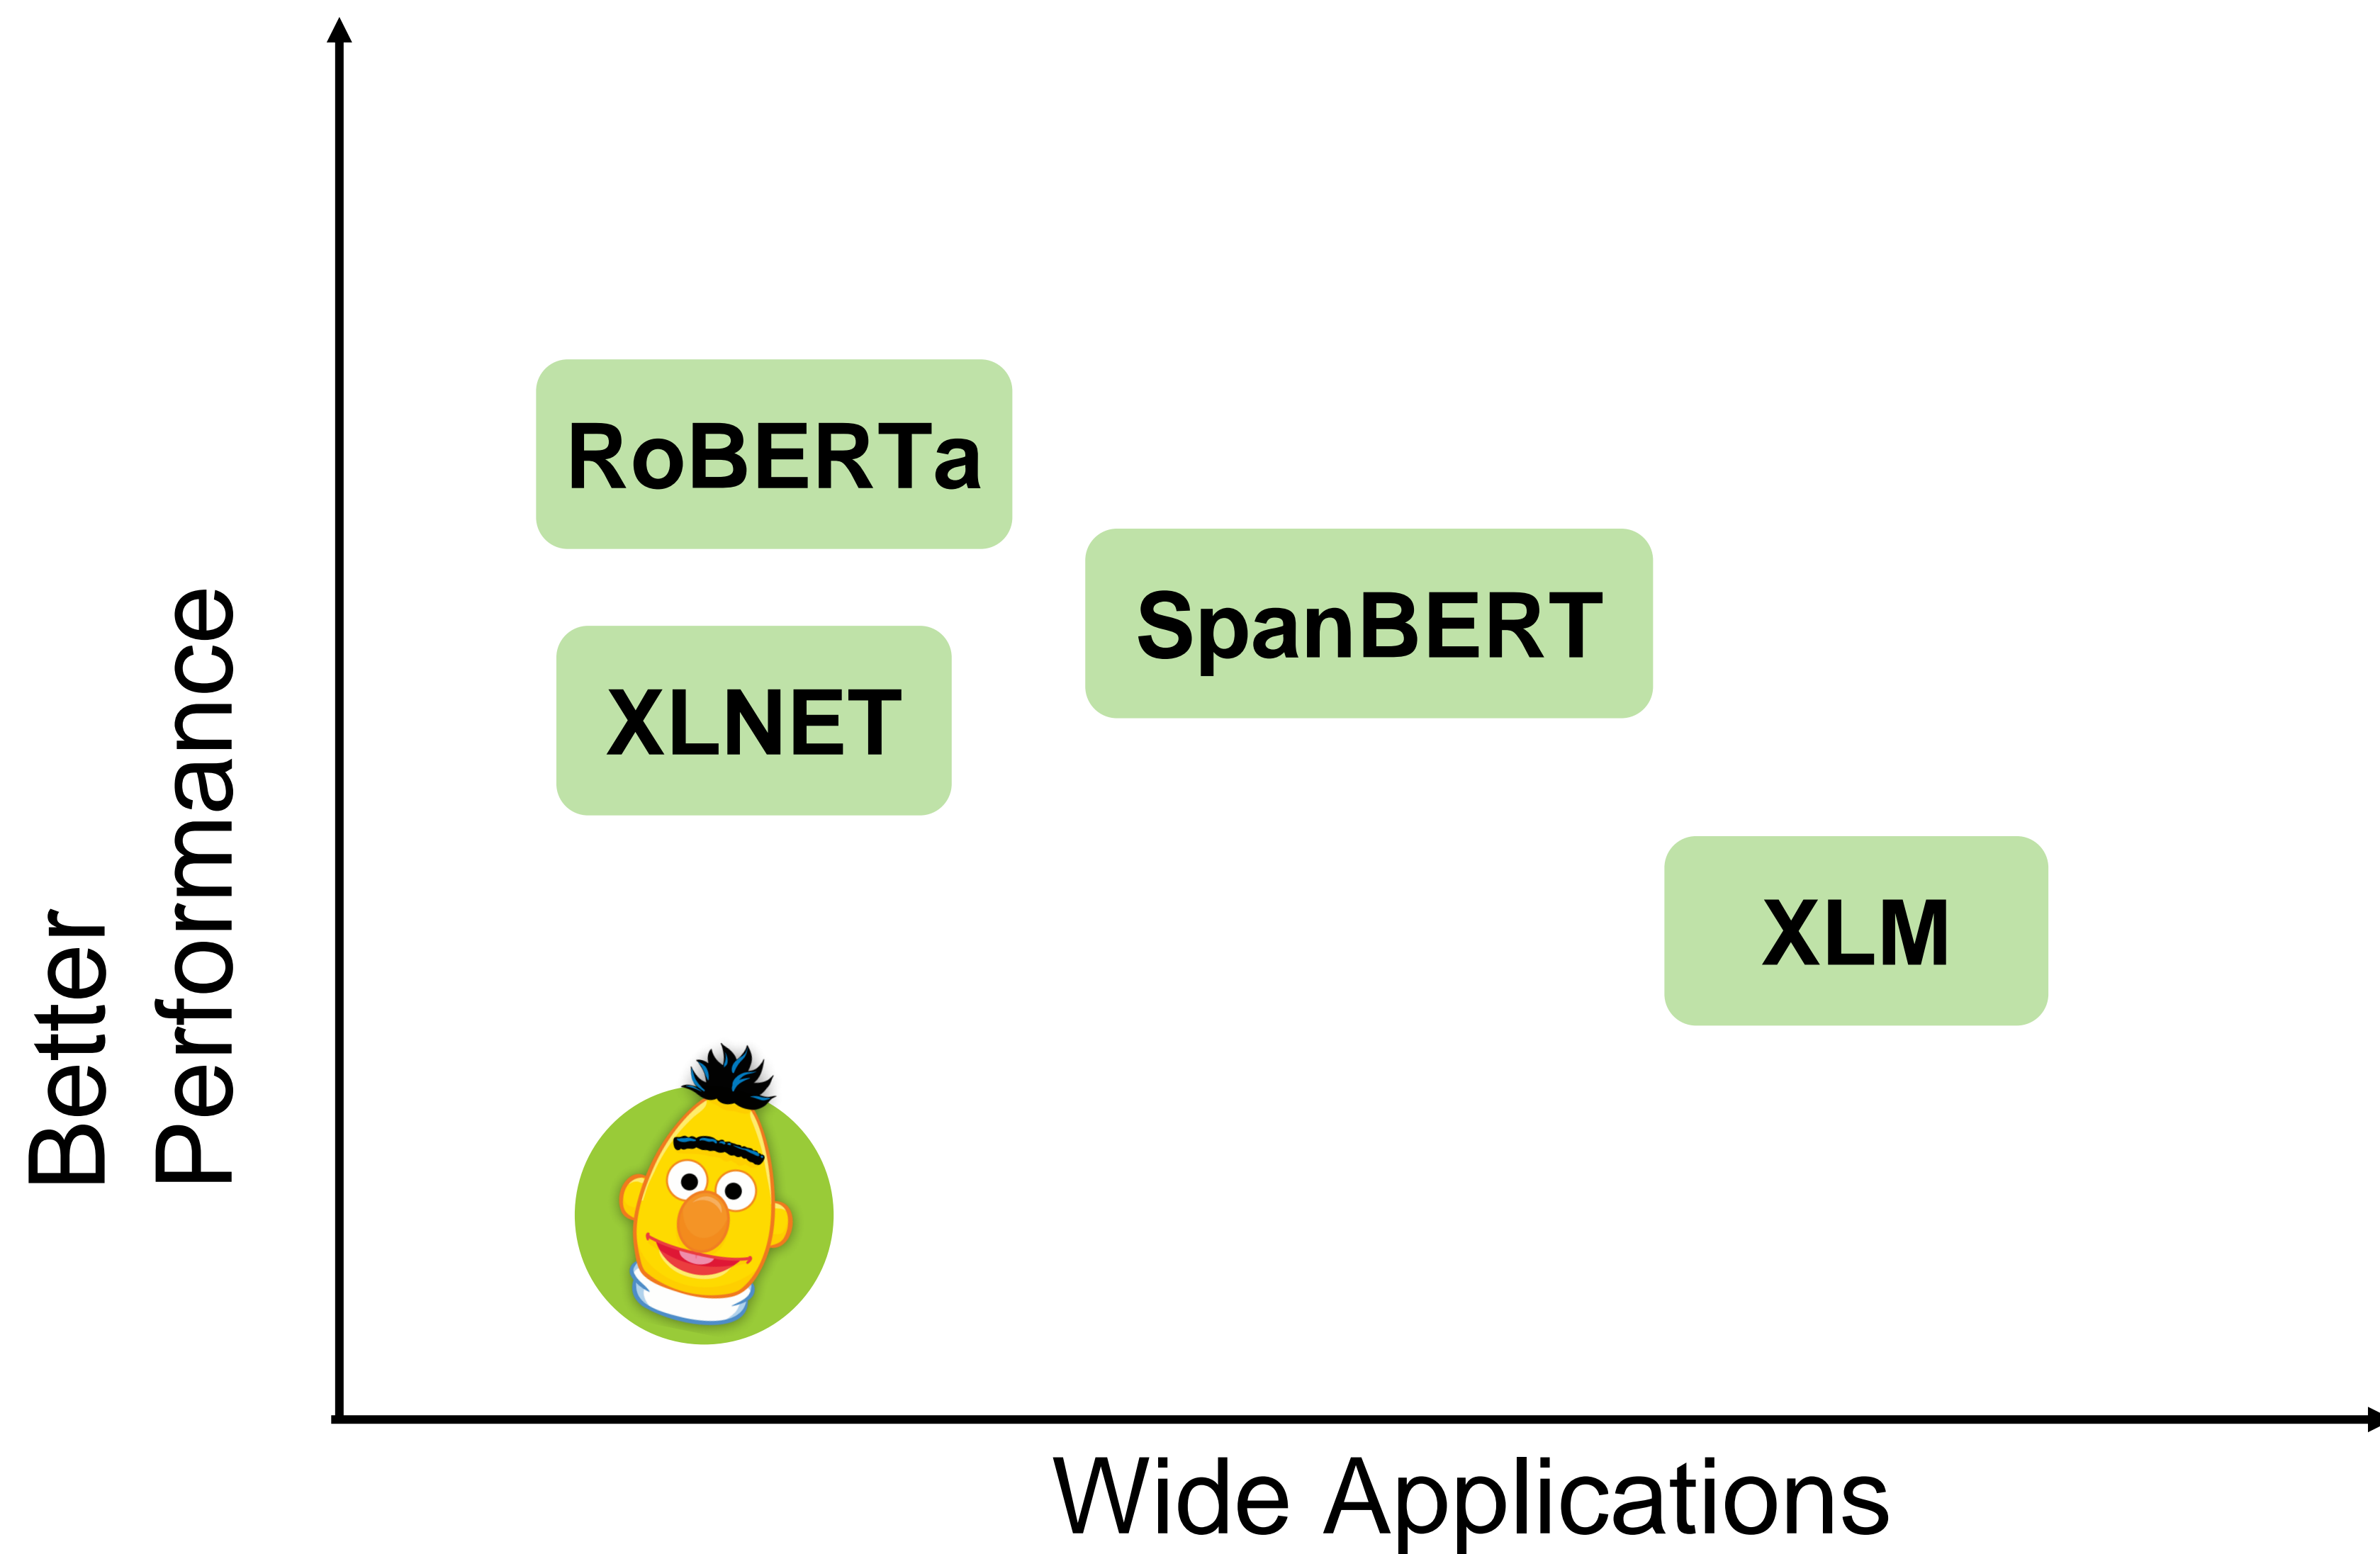 RoBERTa
SpanBERT
XLNET
XLM
Better
Performance
Wide Applications